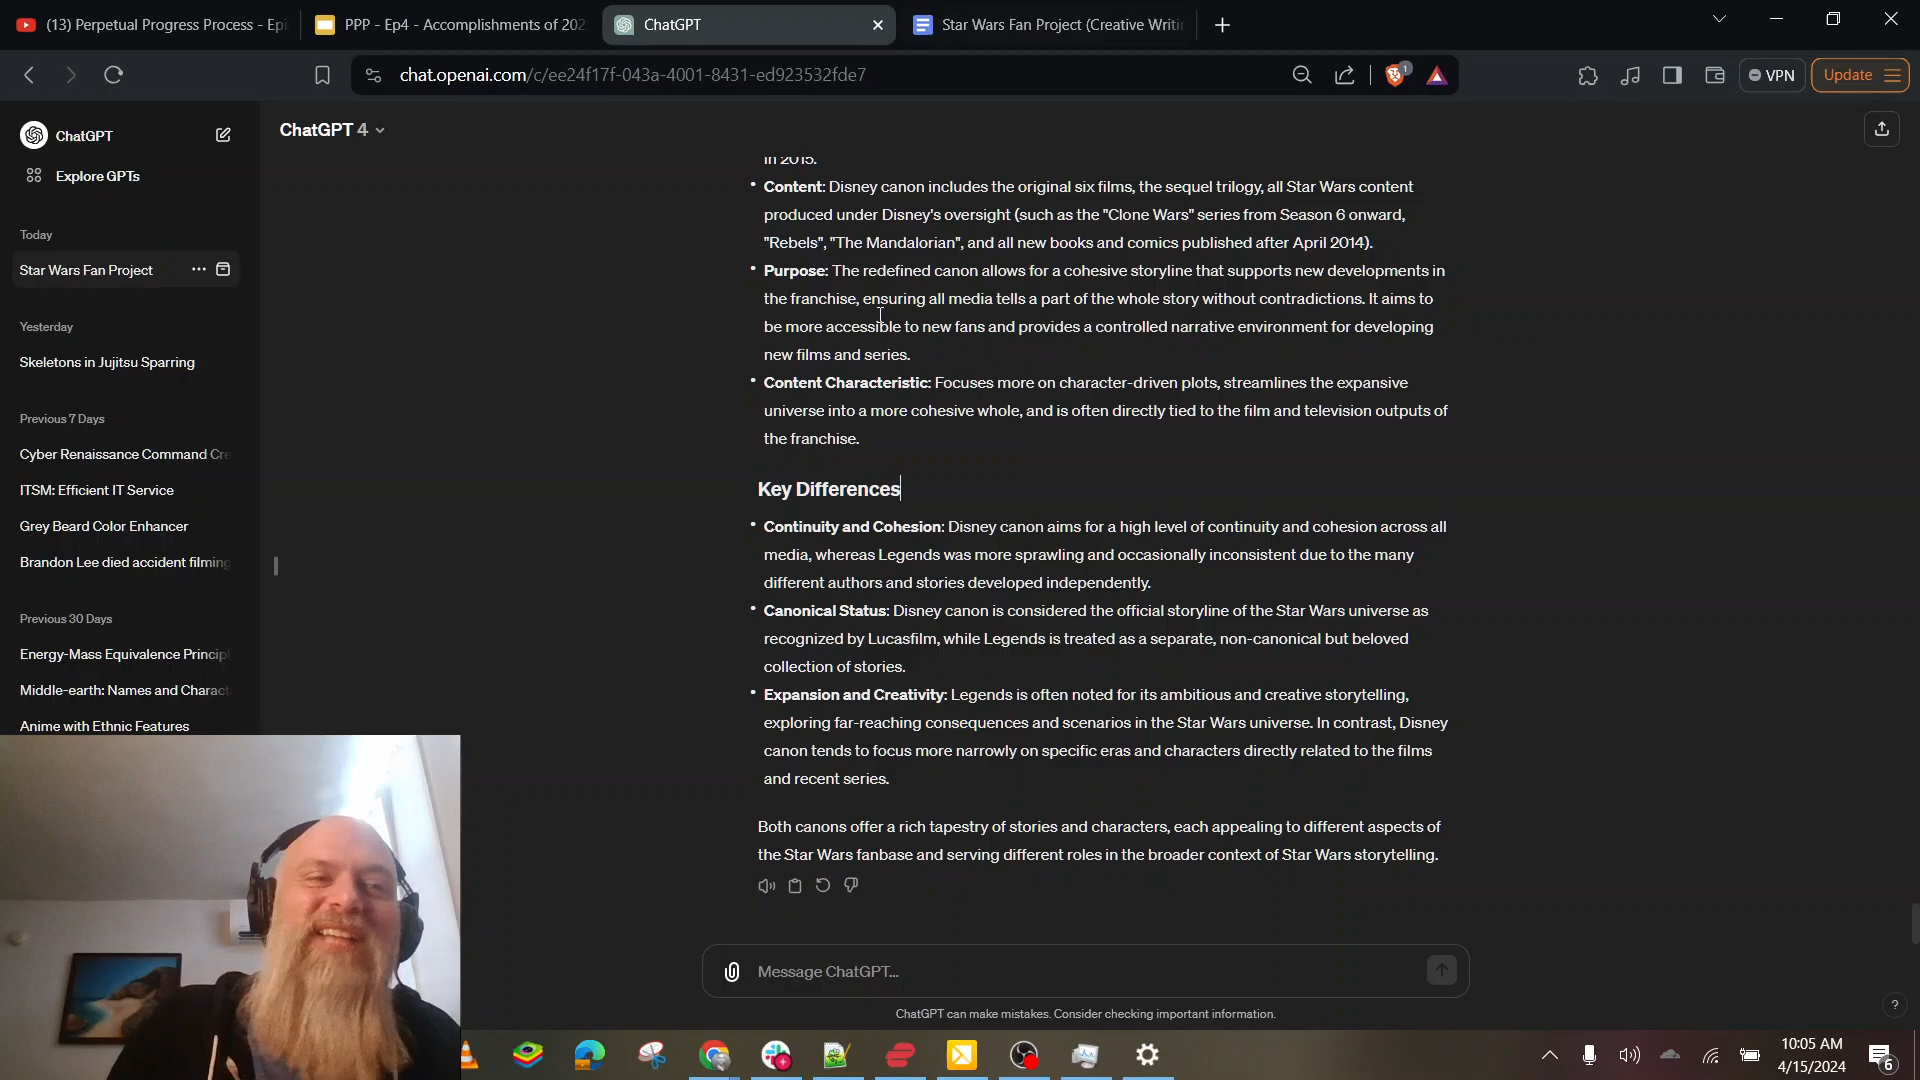 (13) Perpetual Progress Process - Epi
PPP - Ep4 - Accomplishments of 202
ChatGPT
Star Wars Fan Project (Creative Writi
chat.openai.com/c/ee24f17f-043a-4001-8431-ed923532fde7
1
VPN
Update
ChatGPT
Explore GPTs
Today
Star Wars Fan Project
Yesterday
Skeletons in Jujitsu Sparring
Previous 7 Days
Cyber Renaissance Command Cre
ITSM: Efficient IT Service
Grey Beard Color Enhancer
Brandon Lee died accident filming
Previous 30 Days
Energy-Mass Equivalence Princip
Middle-earth: Names and Charact
Anime with Ethnic Features
ChatGPT 4
in 2015.
• Content: Disney canon includes the original six films, the sequel trilogy, all Star Wars content
produced under Disney's oversight (such as the "Clone Wars" series from Season 6 onward,
"Rebels", "The Mandalorian", and all new books and comics published after April 2014).
• Purpose: The redefined canon allows for a cohesive storyline that supports new developments in
the franchise, ensuring all media tells a part of the whole story without contradictions. It aims to
be more accessible to new fans and provides a controlled narrative environment for developing
new films and series.
• Content Characteristic: Focuses more on character-driven plots, streamlines the expansive
universe into a more cohesive whole, and is often directly tied to the film and television outputs of
the franchise.
Key Differences
• Continuity and Cohesion: Disney canon aims for a high level of continuity and cohesion across all
media, whereas Legends was more sprawling and occasionally inconsistent due to the many
different authors and stories developed independently.
• Canonical Status: Disney canon is considered the official storyline of the Star Wars universe as
recognized by Lucasfilm, while Legends is treated as a separate, non-canonical but beloved
collection of stories.
• Expansion and Creativity: Legends is often noted for its ambitious and creative storytelling,
exploring far-reaching consequences and scenarios in the Star Wars universe. In contrast, Disney
canon tends to focus more narrowly on specific eras and characters directly related to the films
and recent series.
Both canons offer a rich tapestry of stories and characters, each appealing to different aspects of
the Star Wars fanbase and serving different roles in the broader context of Star Wars storytelling.
Message ChatGPT...
ChatGPT can make mistakes. Consider checking important information.
?
10:05 AM
4/15/2024
6